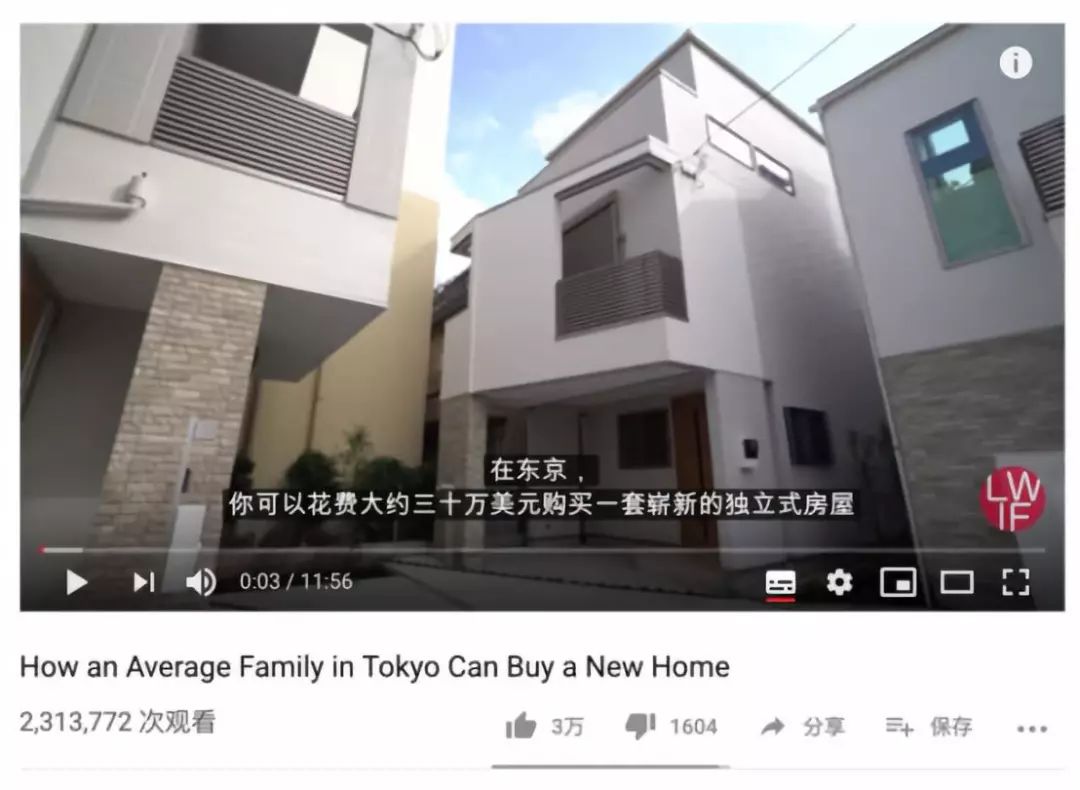 在东京，
你可以花费大约三十万美元购买一套崭新的独立式房屋
LW
IF
0:03 / 11:56
How an Average Family in Tokyo Can Buy a New Home
2,313,772 次观看
3万
1604
分享
保存